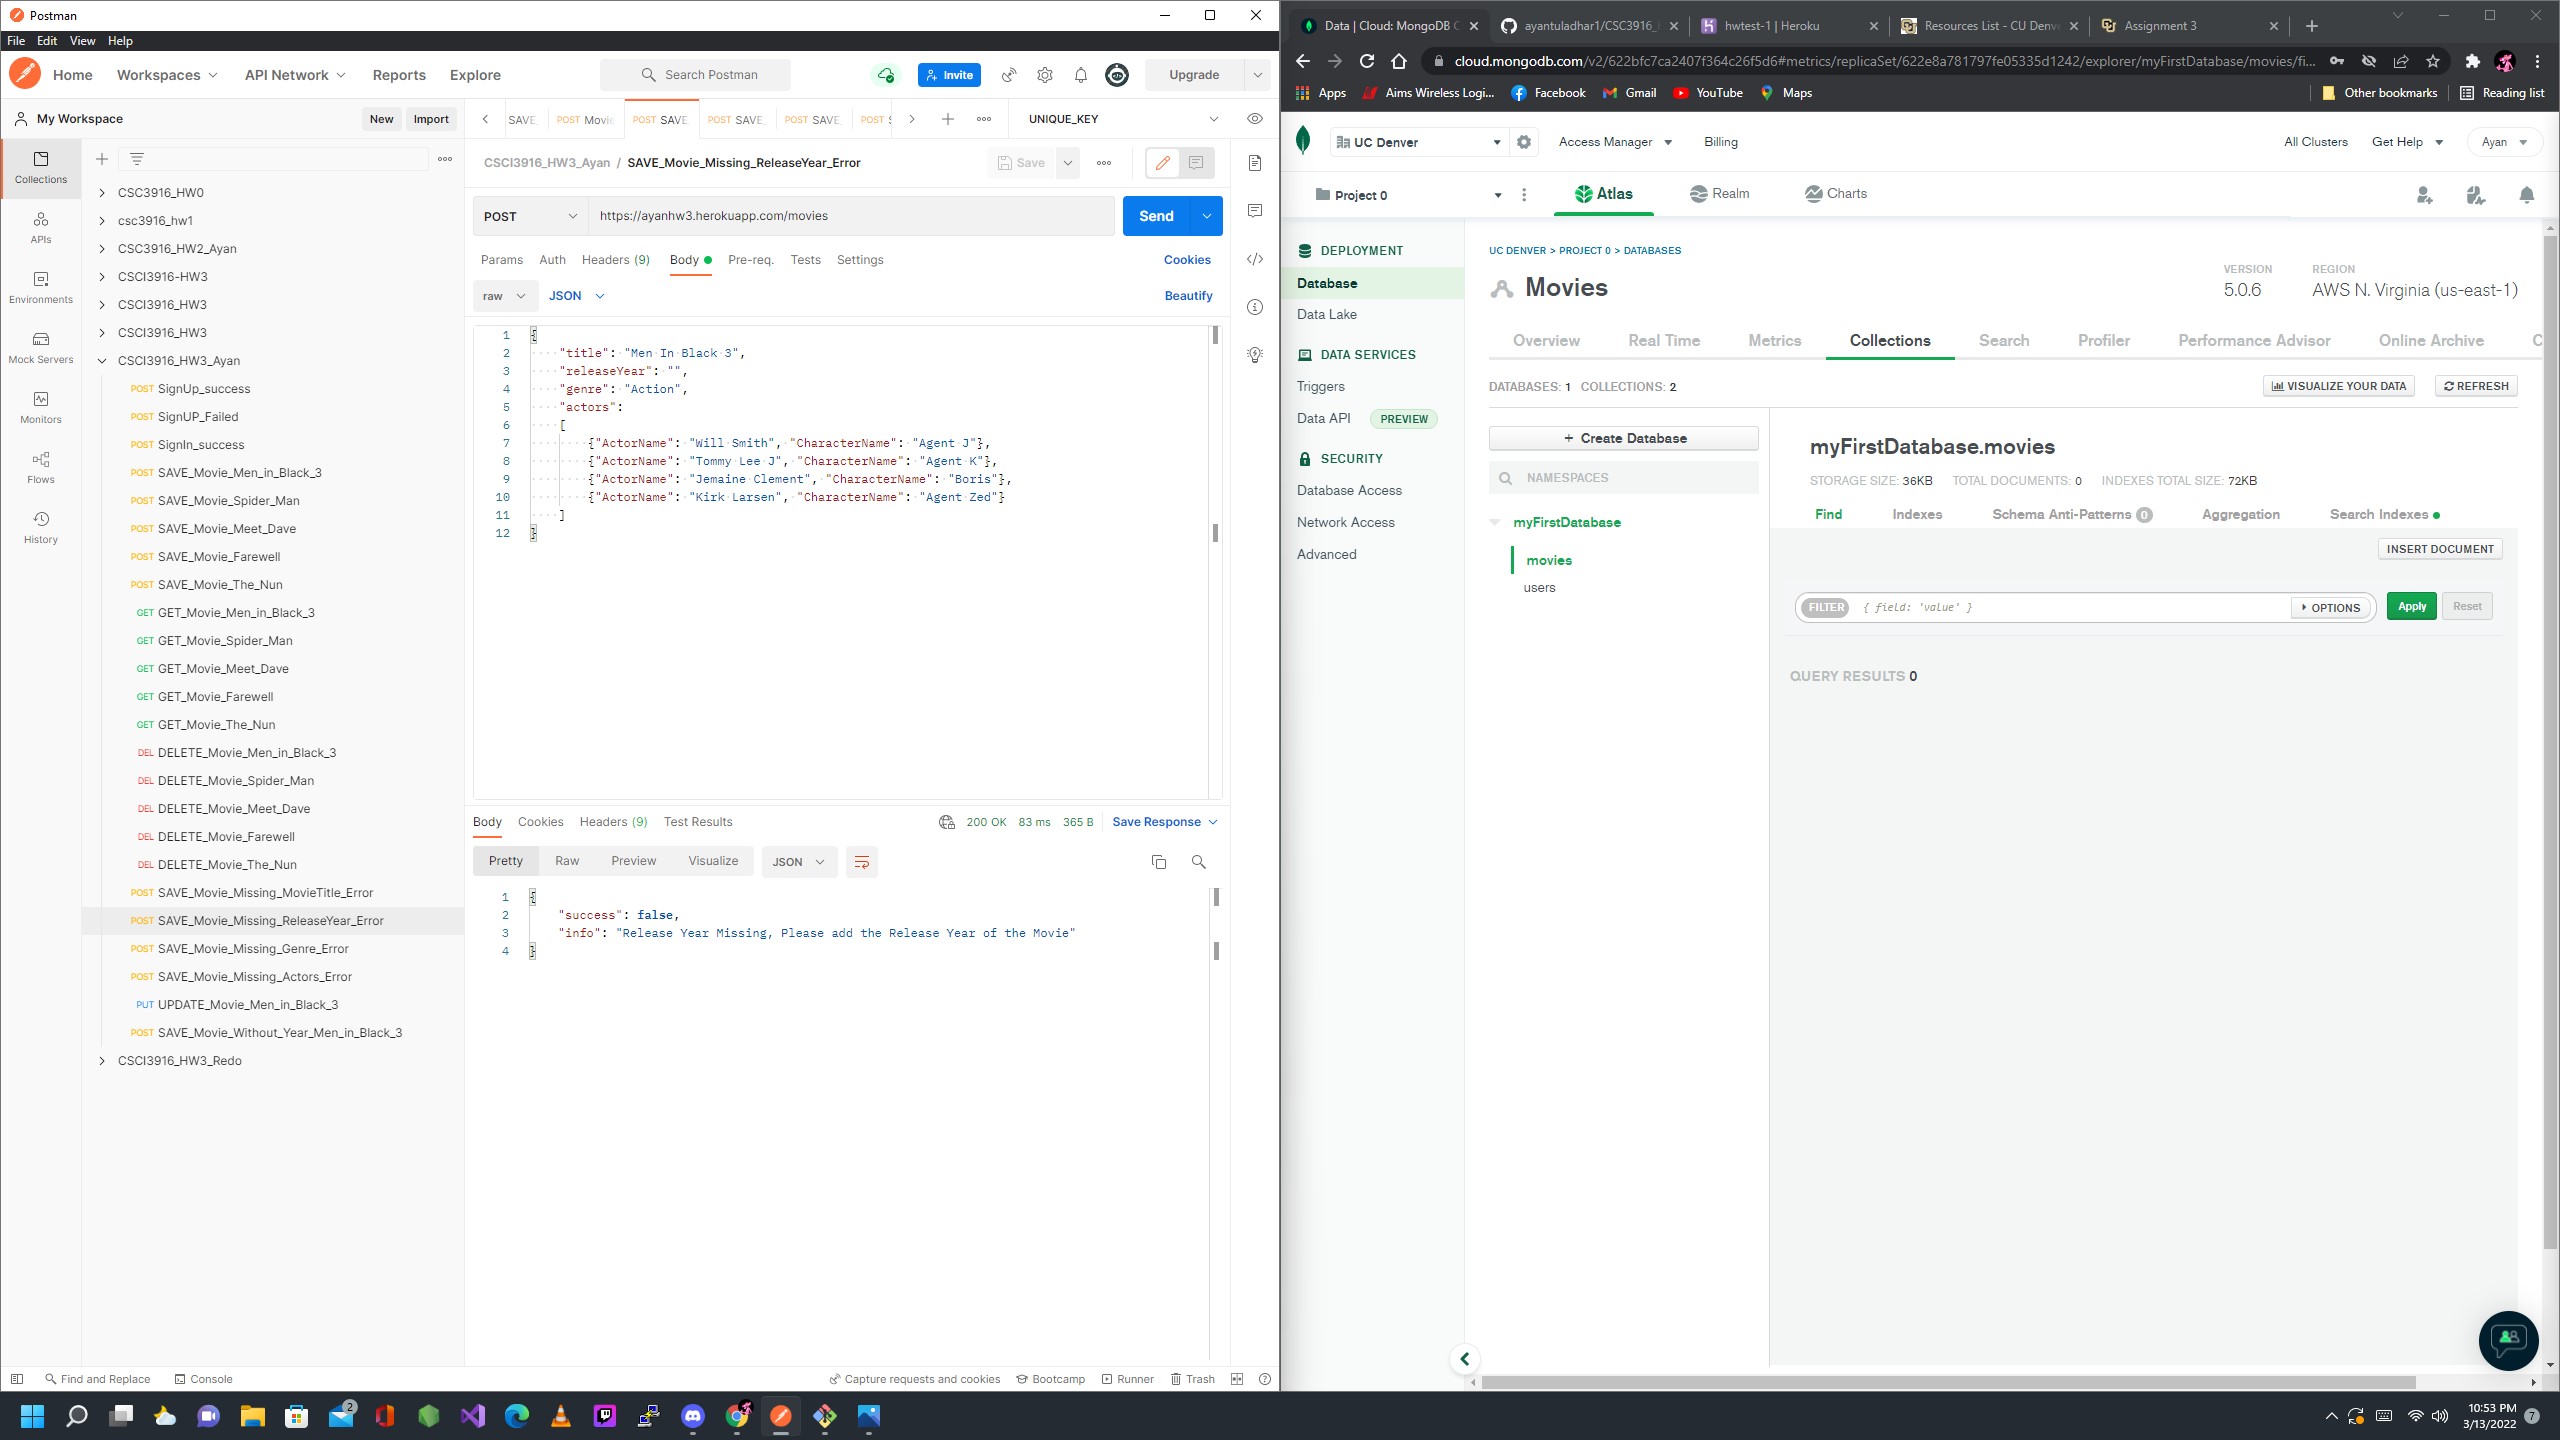 Postman
File Edit View Help
Home Workspaces API Network Reports Explore
Search Postman
Invite
Upgrade
My Workspace
New Import
Collections
APIs
Environments
Mock Servers
Monitors
Flows
History
CSC3916_HW0
csc3916_hw1
CSC3916_HW2_Ayan
CSCI3916-HW3
CSCI3916_HW3
CSCI3916_HW3
CSCI3916_HW3_Ayan
POST SignUp_success
POST SignUP_Failed
POST SignIn_success
POST SAVE_Movie_Men_in_Black_3
POST SAVE_Movie_Spider_Man
POST SAVE_Movie_Meet_Dave
POST SAVE_Movie_Farewell
POST SAVE_Movie_The_Nun
GET GET_Movie_Men_in_Black_3
GET GET_Movie_Spider_Man
GET GET_Movie_Meet_Dave
GET GET_Movie_Farewell
GET GET_Movie_The_Nun
DEL DELETE_Movie_Men_in_Black_3
DEL DELETE_Movie_Spider_Man
DEL DELETE_Movie_Meet_Dave
DEL DELETE_Movie_Farewell
DEL DELETE_Movie_The_Nun
POST SAVE_Movie_Missing_MovieTitle_Error
POST SAVE_Movie_Missing_ReleaseYear_Error
POST SAVE_Movie_Missing_Genre_Error
POST SAVE_Movie_Missing_Actors_Error
PUT UPDATE_Movie_Men_in_Black_3
POST SAVE_Movie_Without_Year_Men_in_Black_3
CSCI3916_HW3_Redo
SAVE_ POST Movi POST SAVE_ POST SAVE_ POST SAVE_ POST
UNIQUE_KEY
CSCI3916_HW3_Ayan / SAVE_Movie_Missing_ReleaseYear_Error
Save
POST https://ayanhw3.herokuapp.com/movies Send
Params Auth Headers (9) Body Pre-req. Tests Settings Cookies
raw JSON Beautify
1 {
2 "title": "Men In Black 3",
3 "releaseYear": "",
4 "genre": "Action",
5 "actors":
6 [
7 {"ActorName": "Will Smith", "CharacterName": "Agent J"},
8 {"ActorName": "Tommy Lee J", "CharacterName": "Agent K"},
9 {"ActorName": "Jemaine Clement", "CharacterName": "Boris"},
10 {"ActorName": "Kirk Larsen", "CharacterName": "Agent Zed"}
11 ]
12 }
Body Cookies Headers (9) Test Results 200 OK 83 ms 365 B Save Response
Pretty Raw Preview Visualize JSON
1 {
2 "success": false,
3 "info": "Release Year Missing, Please add the Release Year of the Movie"
4 }
Find and Replace Console
Capture requests and cookies Bootcamp Runner Trash
Data | Cloud: MongoDB C ayantuladhar1/CSC3916_ hwtest-1 | Heroku Resources List - CU Denv Assignment 3
cloud.mongodb.com/v2/622bfc7ca2407f364c26f5d6#metrics/replicaSet/622e8a781797fe05335d1242/explorer/myFirstDatabase/movies/fi...
Apps Aims Wireless Logi... Facebook Gmail YouTube Maps Other bookmarks Reading list
UC Denver Access Manager Billing All Clusters Get Help Ayan
Project 0 Atlas Realm Charts
DEPLOYMENT
Database
Data Lake
DATA SERVICES
Triggers
Data API PREVIEW
SECURITY
Database Access
Network Access
Advanced
UC DENVER > PROJECT 0 > DATABASES
Movies
VERSION
5.0.6
REGION
AWS N. Virginia (us-east-1)
Overview Real Time Metrics Collections Search Profiler Performance Advisor Online Archive C
DATABASES: 1 COLLECTIONS: 2
VISUALIZE YOUR DATA REFRESH
+ Create Database
NAMESPACES
myFirstDatabase
movies
users
myFirstDatabase.movies
STORAGE SIZE: 36KB TOTAL DOCUMENTS: 0 INDEXES TOTAL SIZE: 72KB
Find Indexes Schema Anti-Patterns 0 Aggregation Search Indexes
INSERT DOCUMENT
FILTER { field: 'value' } OPTIONS Apply Reset
QUERY RESULTS 0
2
10:53 PM
3/13/2022
7